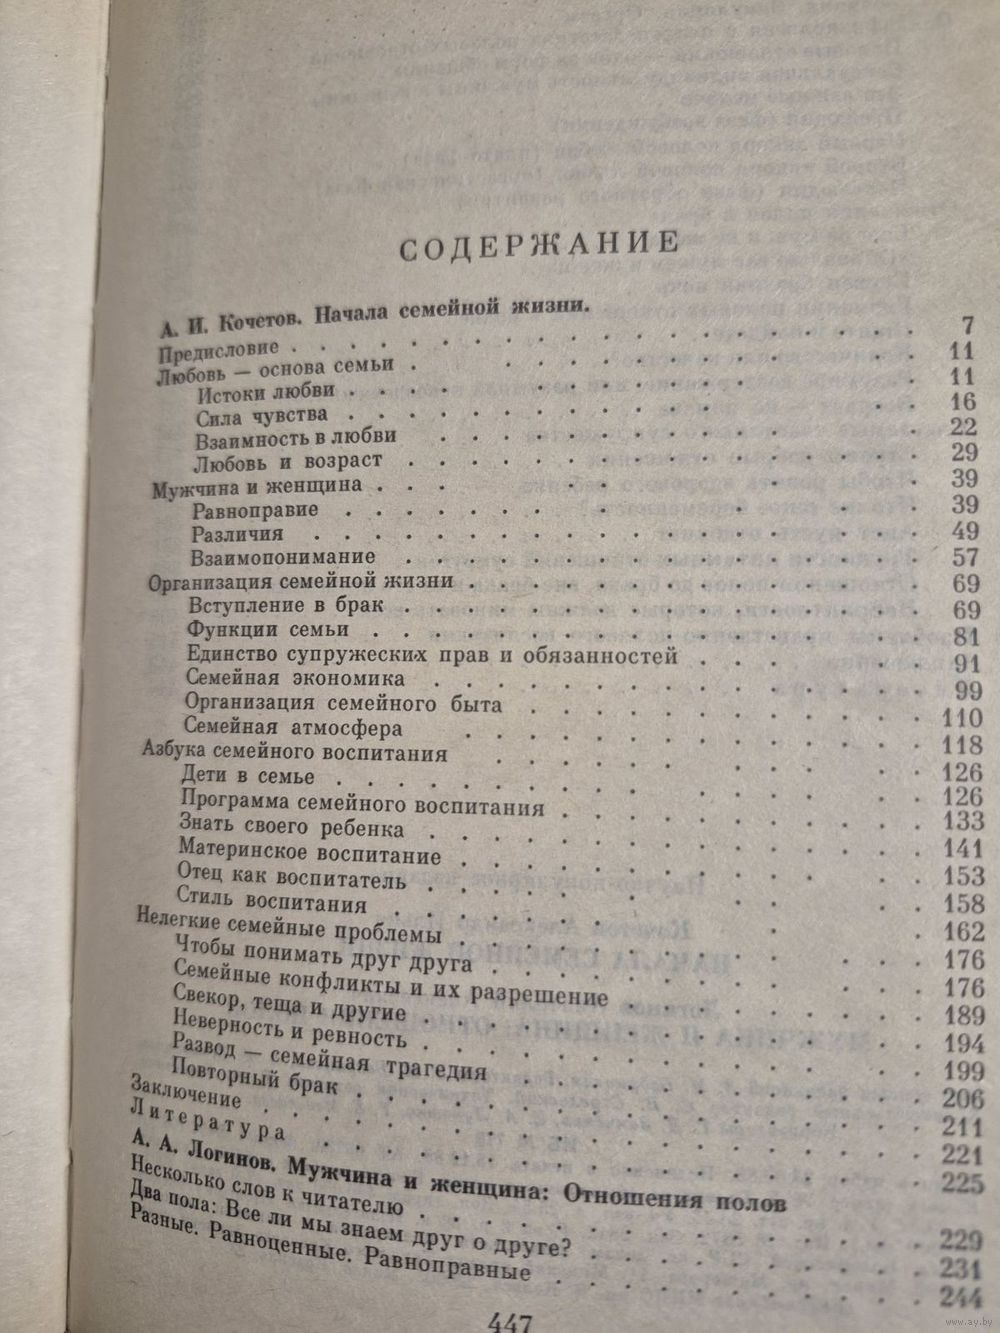 СОДЕРЖАНИЕ
А. И. Кочетов. Начала семейной жизни.
Предисловие . . . . . . . . . . 7
Любовь — основа семьи . . . . . . . . 11
Истоки любви . . . . . . . . . 11
Сила чувства . . . . . . . . . 16
Взаимность в любви . . . . . . . . 22
Любовь и возраст . . . . . . . . 29
Мужчина и женщина . . . . . . . . 39
Равноправие . . . . . . . . . 39
Различия . . . . . . . . . 49
Взаимопонимание . . . . . . . . 57
Организация семейной жизни . . . . . . . 69
Вступление в брак . . . . . . . . 69
Функции семьи . . . . . . . . 81
Единство супружеских прав и обязанностей . . . . 91
Семейная экономика . . . . . . . . 99
Организация семейного быта . . . . . . 110
Семейная атмосфера . . . . . . . 118
Азбука семейного воспитания . . . . . . 126
Дети в семье . . . . . . . . 126
Программа семейного воспитания . . . . . . 133
Знать своего ребенка . . . . . . . 141
Материнское воспитание . . . . . . . 153
Отец как воспитатель . . . . . . . 158
Стиль воспитания . . . . . . . 162
Нелегкие семейные проблемы . . . . . . . 176
Чтобы понимать друг друга . . . . . . 176
Семейные конфликты и их разрешение . . . . . 189
Свекор, теща и другие . . . . . . . 194
Неверность и ревность . . . . . . . 199
Развод — семейная трагедия . . . . . . 206
Повторный брак . . . . . . . . 211
Заключение . . . . . . . . . 221
Литература . . . . . . . . . 225
А. А. Логинов. Мужчина и женщина: Отношения полов
Несколько слов к читателю . . . . . . . 229
Два пола: Все ли мы знаем друг о друге? . . . . . 231
Разные. Равноценные. Равноправные . . . . . 244
447
www.ay.by